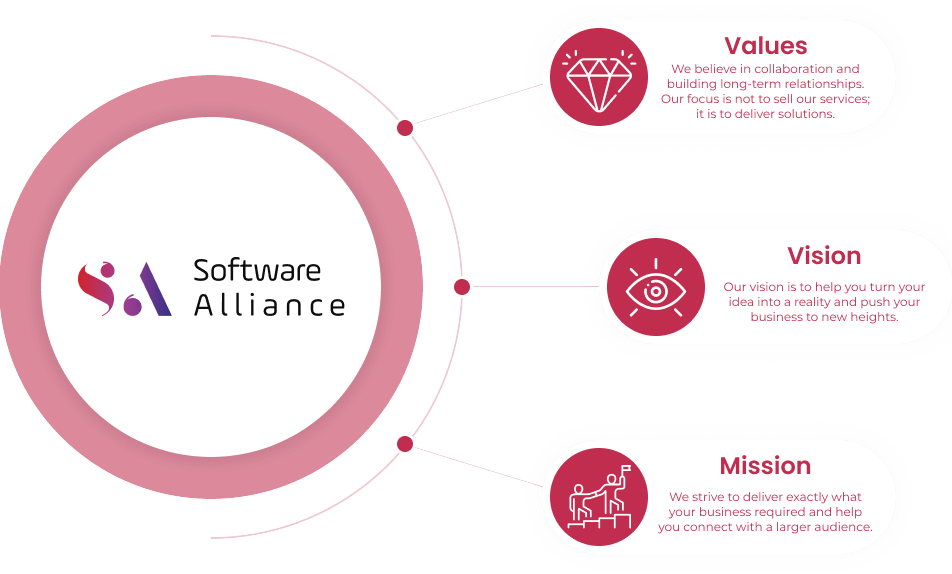 Software
Alliance
Values
We believe in collaboration and
building long-term relationships.
Our focus is not to sell our services;
it is to deliver solutions.
Vision
Our vision is to help you turn your
idea into a reality and push your
business to new heights.
Mission
We strive to deliver exactly what
your business required and help
you connect with a larger audience.